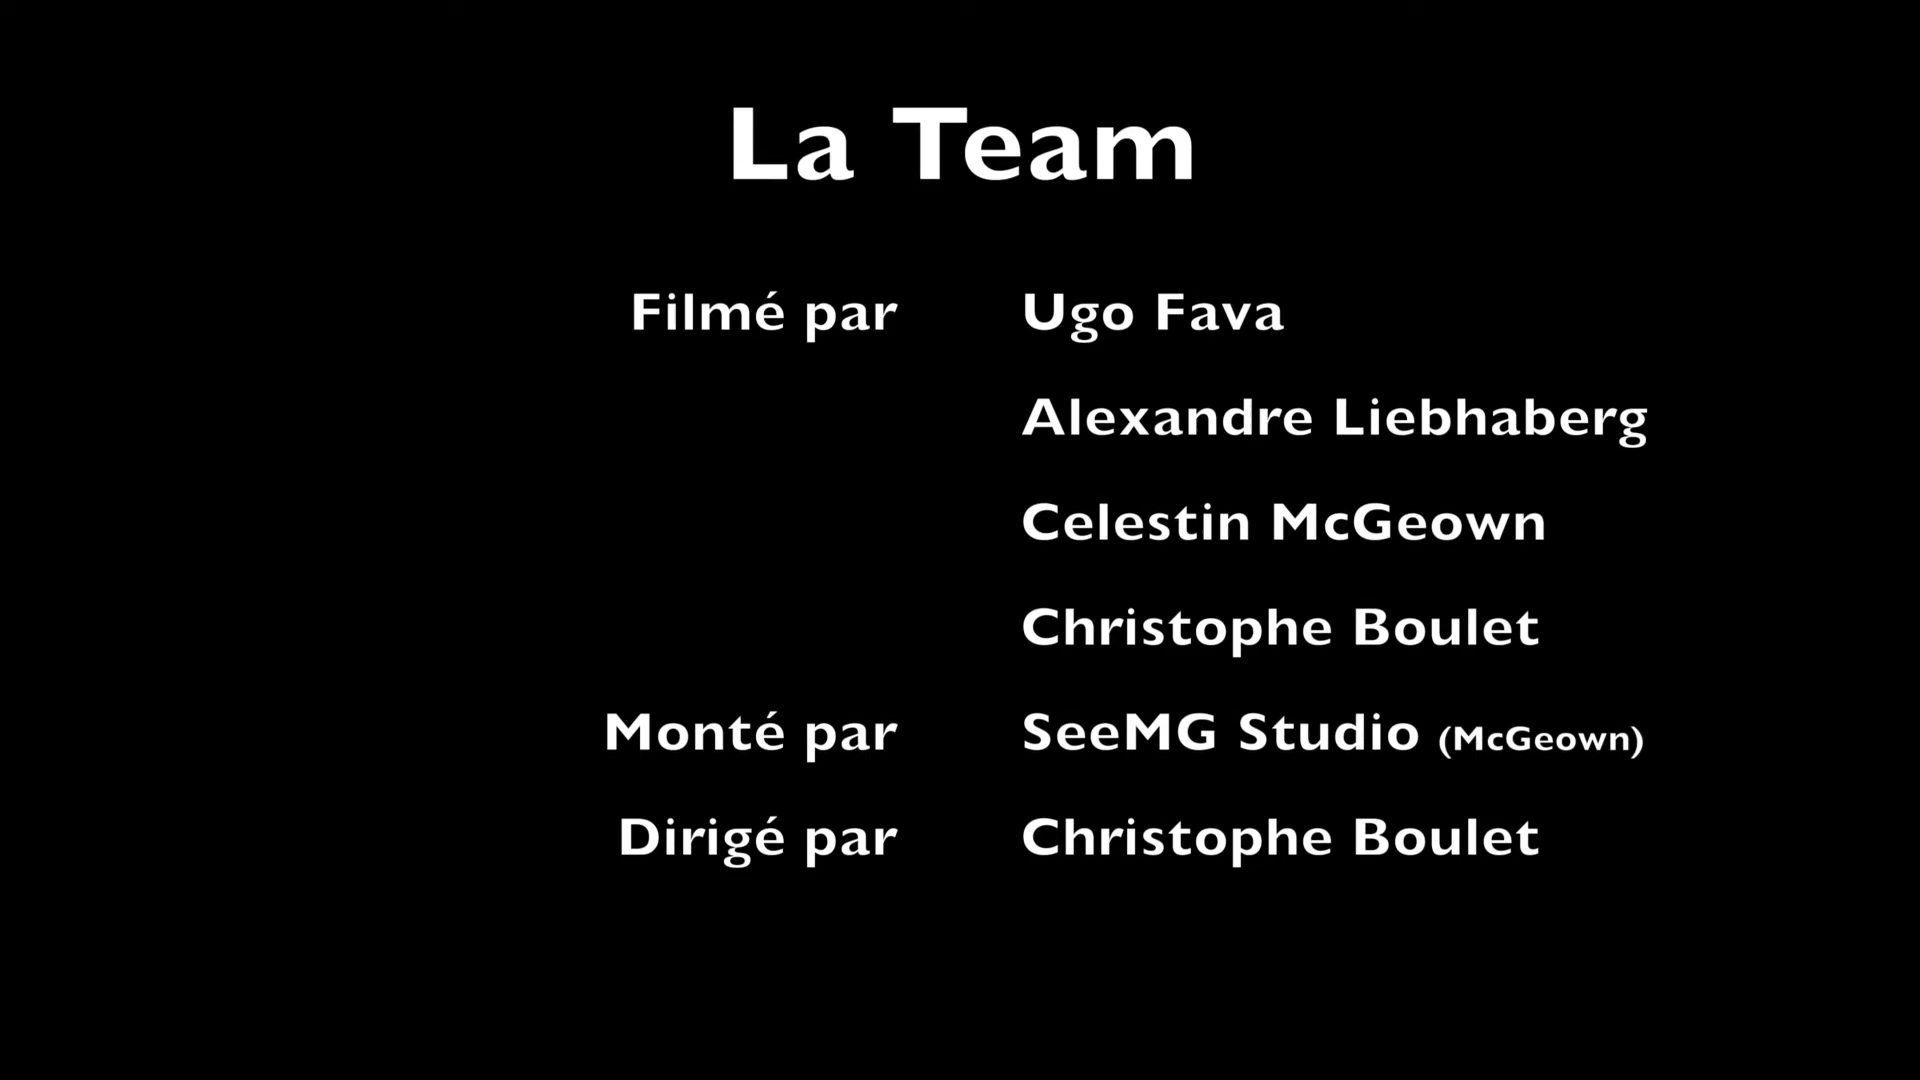 La Team
Filmé par Ugo Fava
Alexandre Liebhaberg
Celestin McGeown
Christophe Boulet
Monté par SeeMG Studio (McGeown)
Dirigé par Christophe Boulet